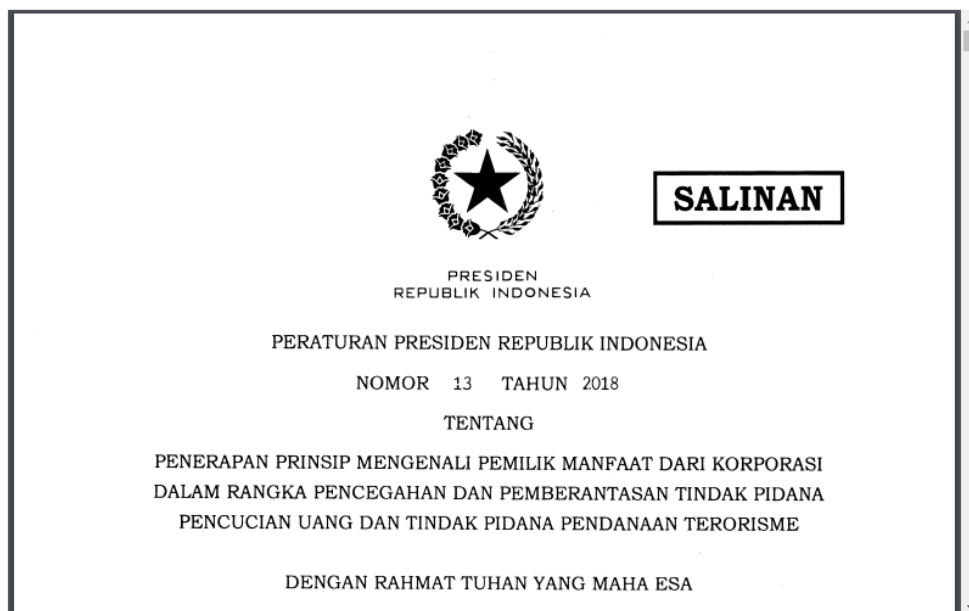 SALINAN
PRESIDEN
REPUBLIK INDONESIA
PERATURAN PRESIDEN REPUBLIK INDONESIA
NOMOR 13 TAHUN 2018
TENTANG
PENERAPAN PRINSIP MENGENALI PEMILIK MANFAAT DARI KORPORASI
DALAM RANGKA PENCEGAHAN DAN PEMBERANTASAN TINDAK PIDANA
PENCUCIAN UANG DAN TINDAK PIDANA PENDANAAN TERORISME
DENGAN RAHMAT TUHAN YANG MAHA ESA